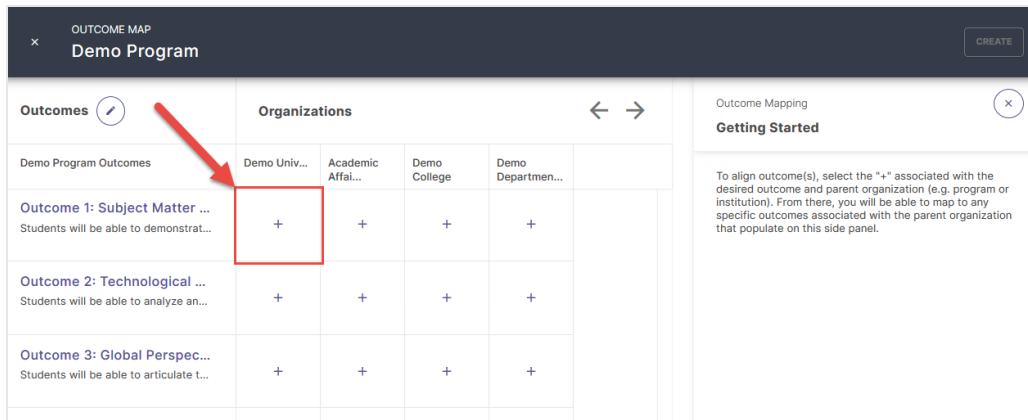 ×
OUTCOME MAP
Demo Program
CREATE
Outcomes
Organizations
← →
Demo Program Outcomes
Demo Univ...
Academic
Affai...
Demo
College
Demo
Departmen...
Outcome 1: Subject Matter ...
Students will be able to demonstrat...
+ + + +
Outcome 2: Technological ...
Students will be able to analyze an...
+ + + +
Outcome 3: Global Perspec...
Students will be able to articulate t...
+ + + +
Outcome Mapping
×
Getting Started
To align outcome(s), select the "+" associated with the
desired outcome and parent organization (e.g. program or
institution). From there, you will be able to map to any
specific outcomes associated with the parent organization
that populate on this side panel.